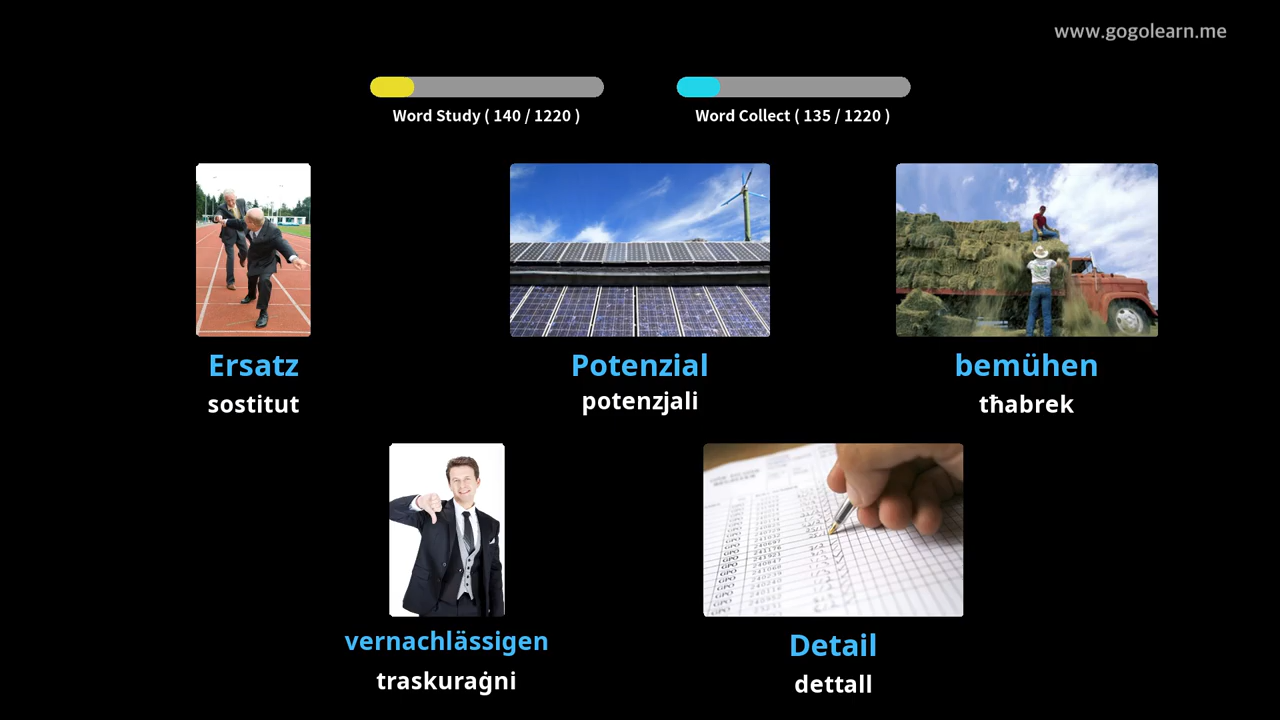 www.gogolearn.me
Word Study ( 140 / 1220 )
Word Collect ( 135 / 1220 )
Ersatz
sostitut
Potenzial
potenzjali
bemühen
tħabrek
vernachlässigen
traskuraġni
Detail
dettall